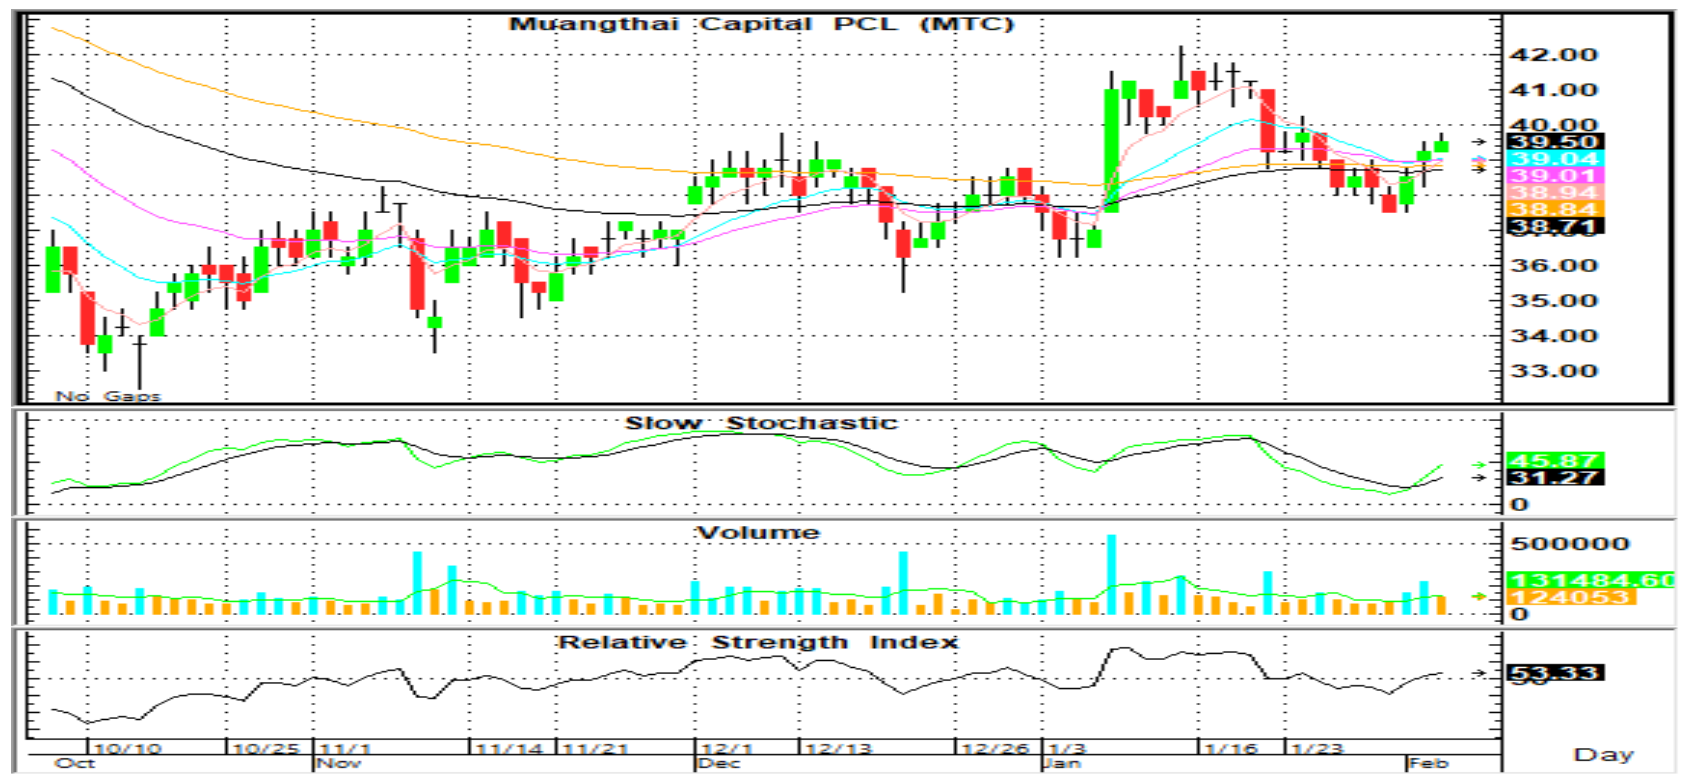 Muangthai Capital PCL (MTC)
42.00
41.00
40.00
39.50
39.04
39.01
38.94
38.84
38.71
36.00
35.00
34.00
33.00
No Gaps
Slow Stochastic
45.87
31.27
0
Volume
500000
131484.60
124053
0
Relative Strength Index
53.33
10/10 10/25 11/1 11/14 11/21 12/1 12/13 12/26 1/3 1/16 1/23
Oct Nov Dec Jan Feb
Day